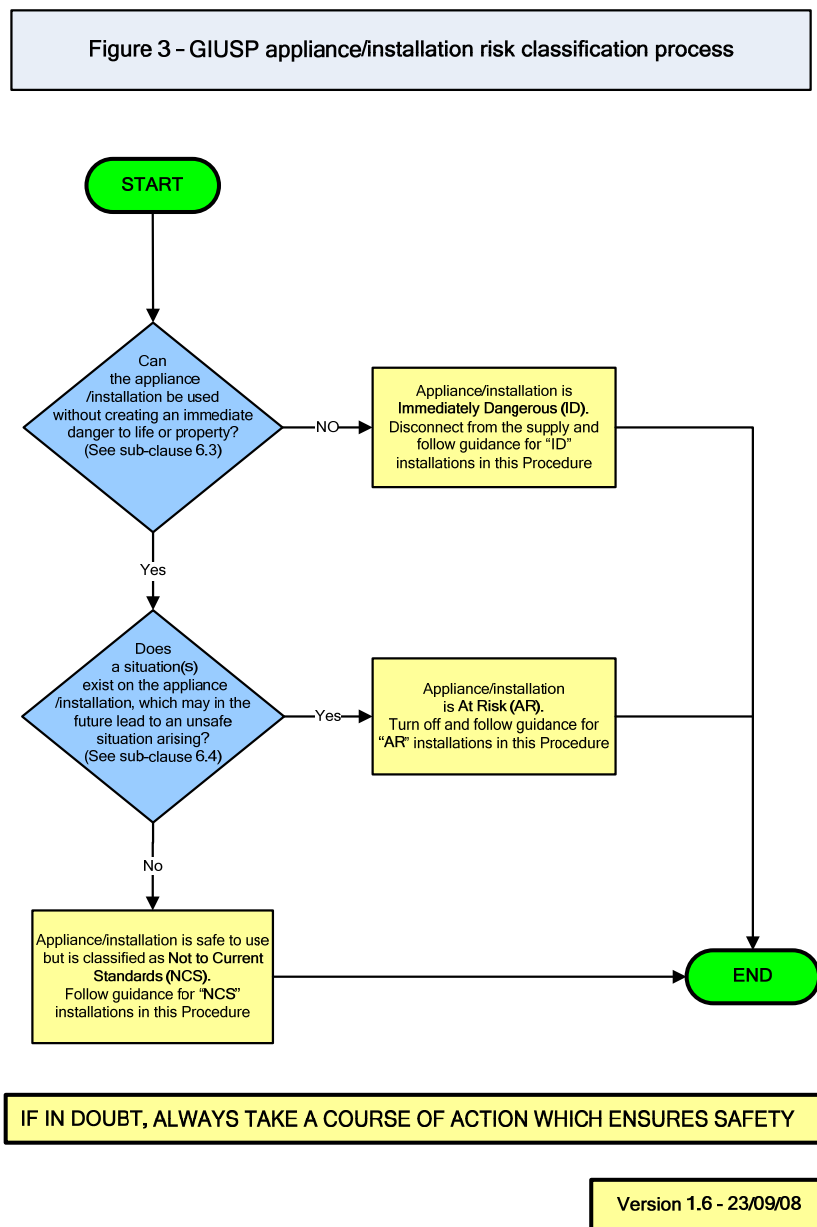 Figure 3 – GIUSP appliance/installation risk classification process
START
Can
the appliance
/installation be used
without creating an immediate
danger to life or property?
(See sub-clause 6.3)
NO
Appliance/installation is
Immediately Dangerous (ID).
Disconnect from the supply and
follow guidance for “ID”
installations in this Procedure
Yes
Does
a situation(s)
exist on the appliance
/installation, which may in the
future lead to an unsafe
situation arising?
(See sub-clause 6.4)
Yes
Appliance/installation
is At Risk (AR).
Turn off and follow guidance for
“AR” installations in this Procedure
No
Appliance/installation is safe to use
but is classified as Not to Current
Standards (NCS).
Follow guidance for “NCS”
installations in this Procedure
END
IF IN DOUBT, ALWAYS TAKE A COURSE OF ACTION WHICH ENSURES SAFETY
Version 1.6 - 23/09/08